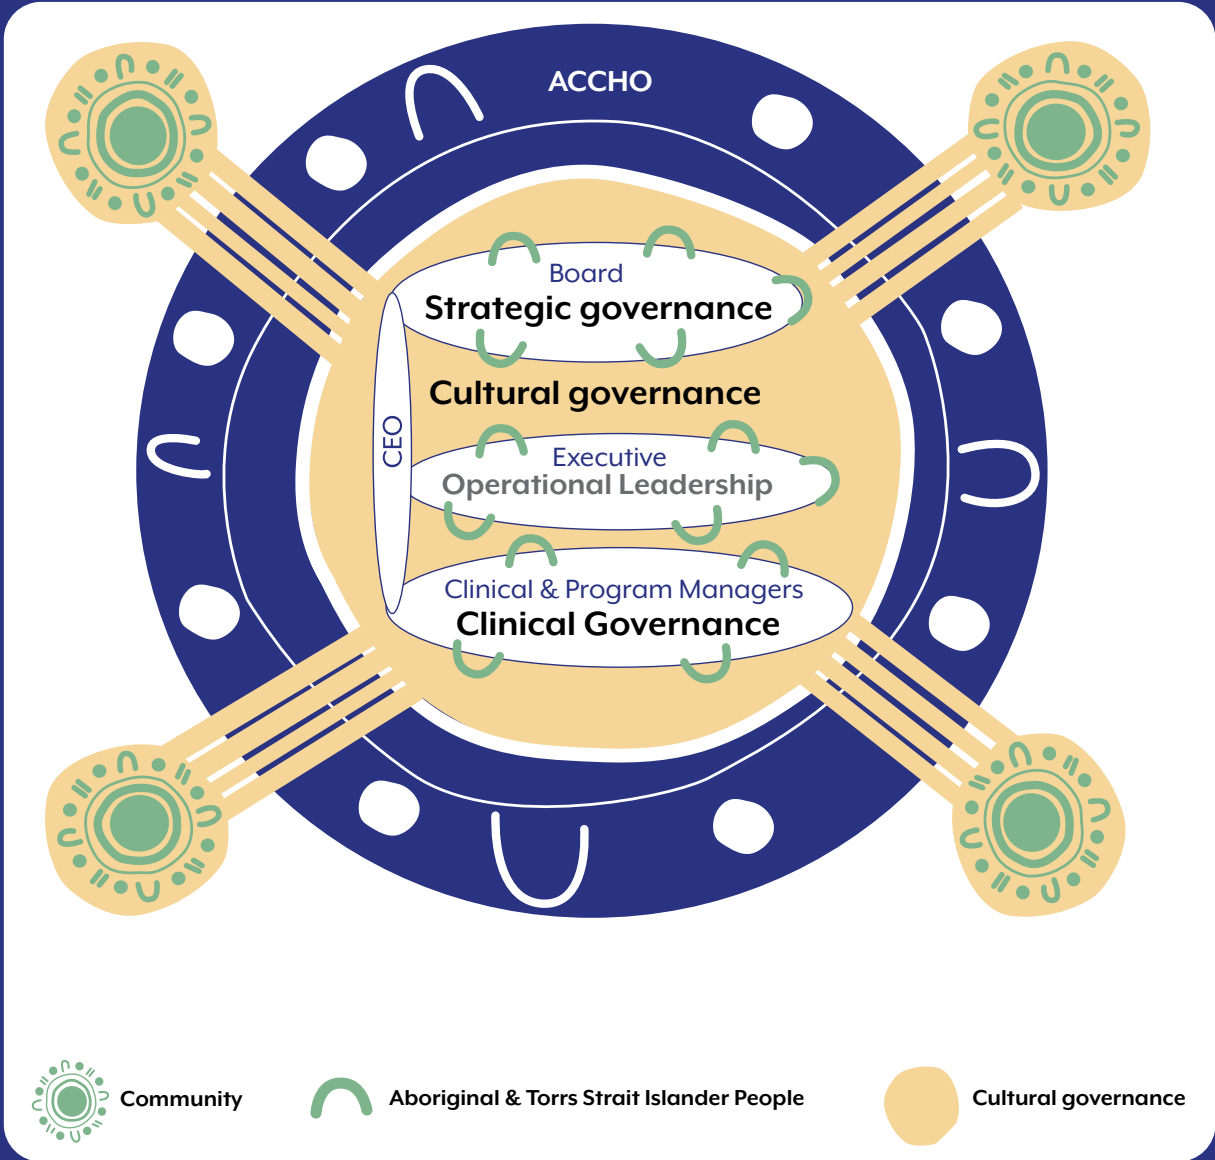 ACCHO
Board
Strategic governance
Cultural governance
CEO
Executive
Operational Leadership
Clinical & Program Managers
Clinical Governance
Community
Aboriginal & Torrs Strait Islander People
Cultural governance